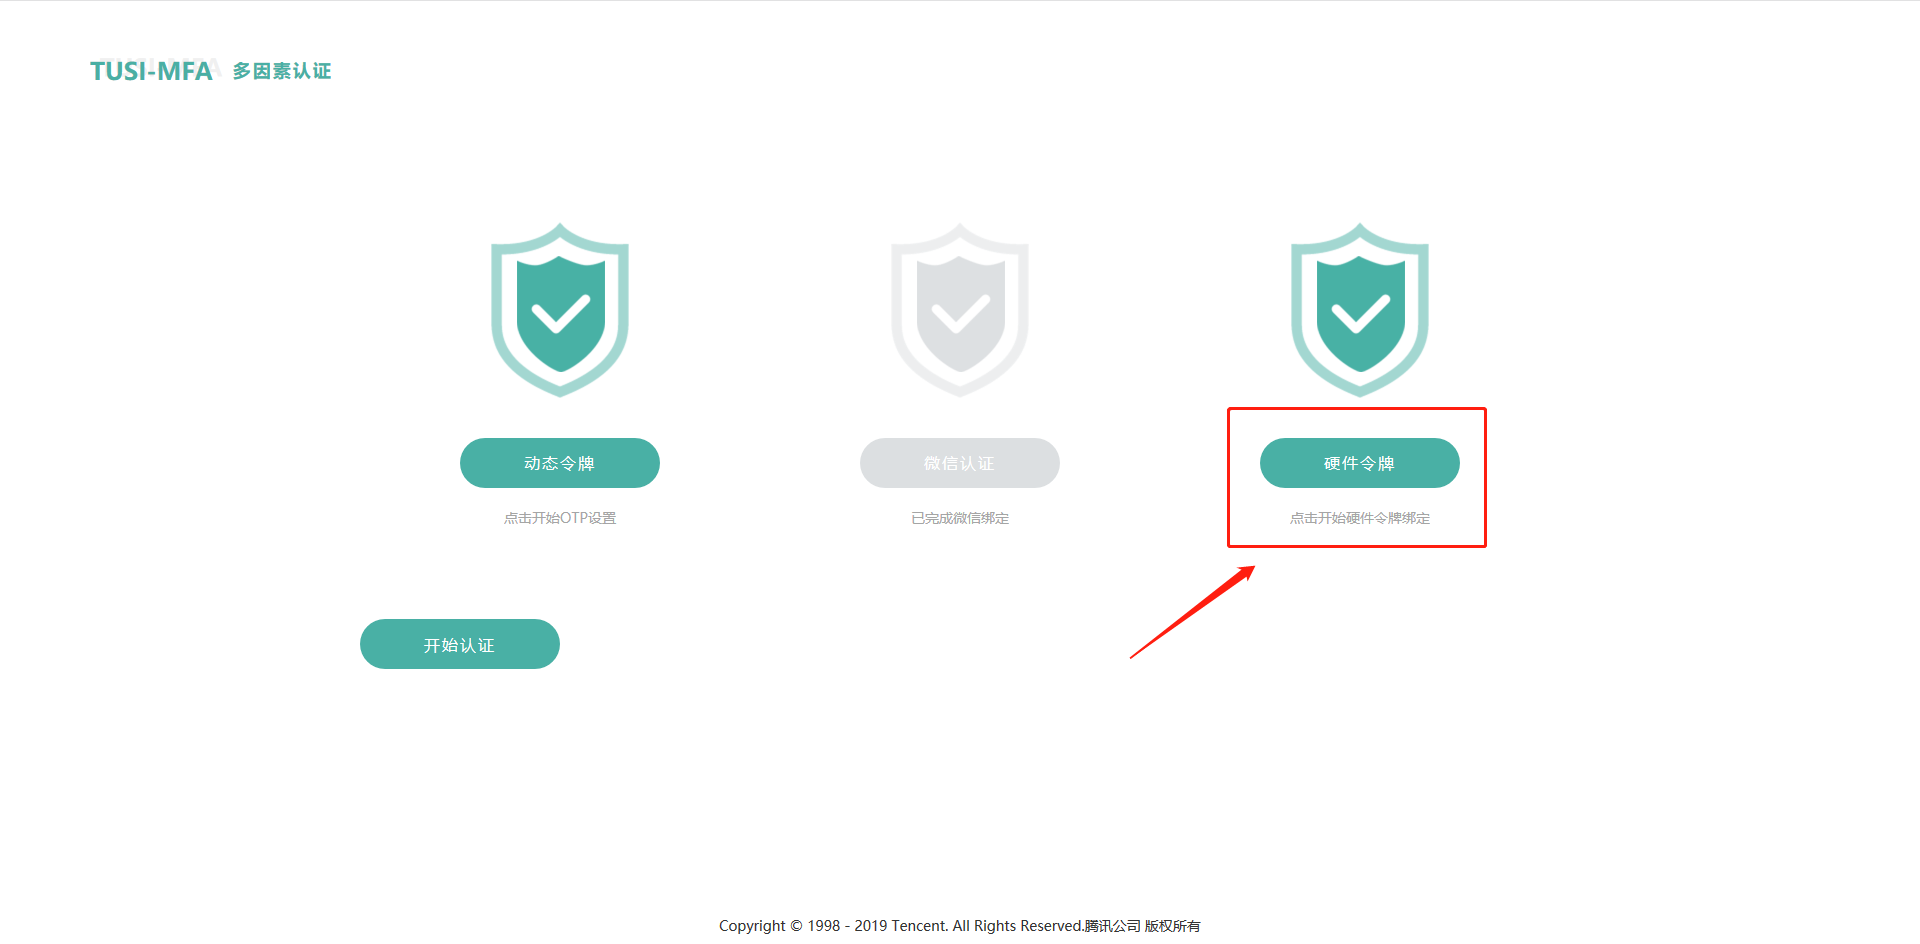 TUSI-MFA 多因素认证
动态令牌
微信认证
硬件令牌
点击开始OTP设置
已完成微信绑定
点击开始硬件令牌绑定
开始认证
Copyright © 1998 - 2019 Tencent. All Rights Reserved.腾讯公司 版权所有